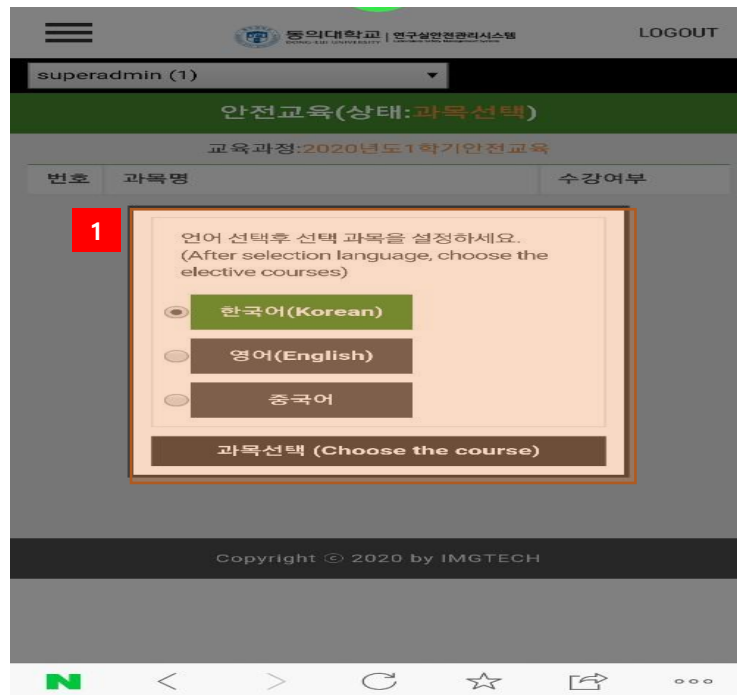 동의대학교 | 연구실안전관리시스템
DONG-EUI UNIVERSITY
LOGOUT
superadmin (1)
안전교육(상태:과목선택)
교육과정:2020년도1학기안전교육
번호 과목명 수강여부
1
언어 선택후 선택 과목을 설정하세요.
(After selection language, choose the
elective courses)
한국어(Korean)
영어(English)
중국어
과목선택 (Choose the course)
Copyright ⓒ 2020 by IMGTECH
N